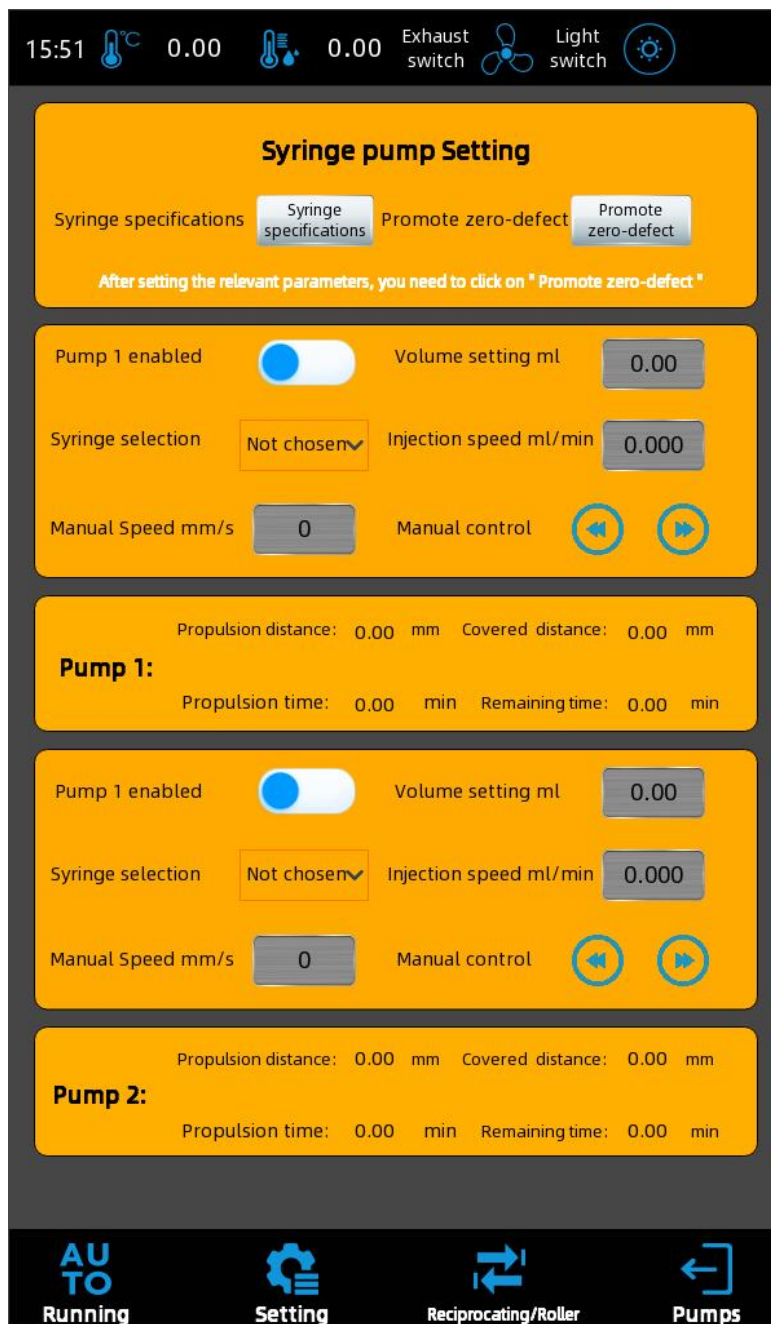 15:51 °C 0.00 0.00 Exhaust switch Light switch
Syringe pump Setting
Syringe specifications Syringe specifications Promote zero-defect Promote zero-defect
After setting the relevant parameters, you need to click on " Promote zero-defect "
Pump 1 enabled Volume setting ml 0.00
Syringe selection Not chosen Injection speed ml/min 0.000
Manual Speed mm/s 0 Manual control
Propulsion distance: 0.00 mm Covered distance: 0.00 mm
Pump 1:
Propulsion time: 0.00 min Remaining time: 0.00 min
Pump 1 enabled Volume setting ml 0.00
Syringe selection Not chosen Injection speed ml/min 0.000
Manual Speed mm/s 0 Manual control
Propulsion distance: 0.00 mm Covered distance: 0.00 mm
Pump 2:
Propulsion time: 0.00 min Remaining time: 0.00 min
AU
TO
Running Setting Reciprocating/Roller Pumps